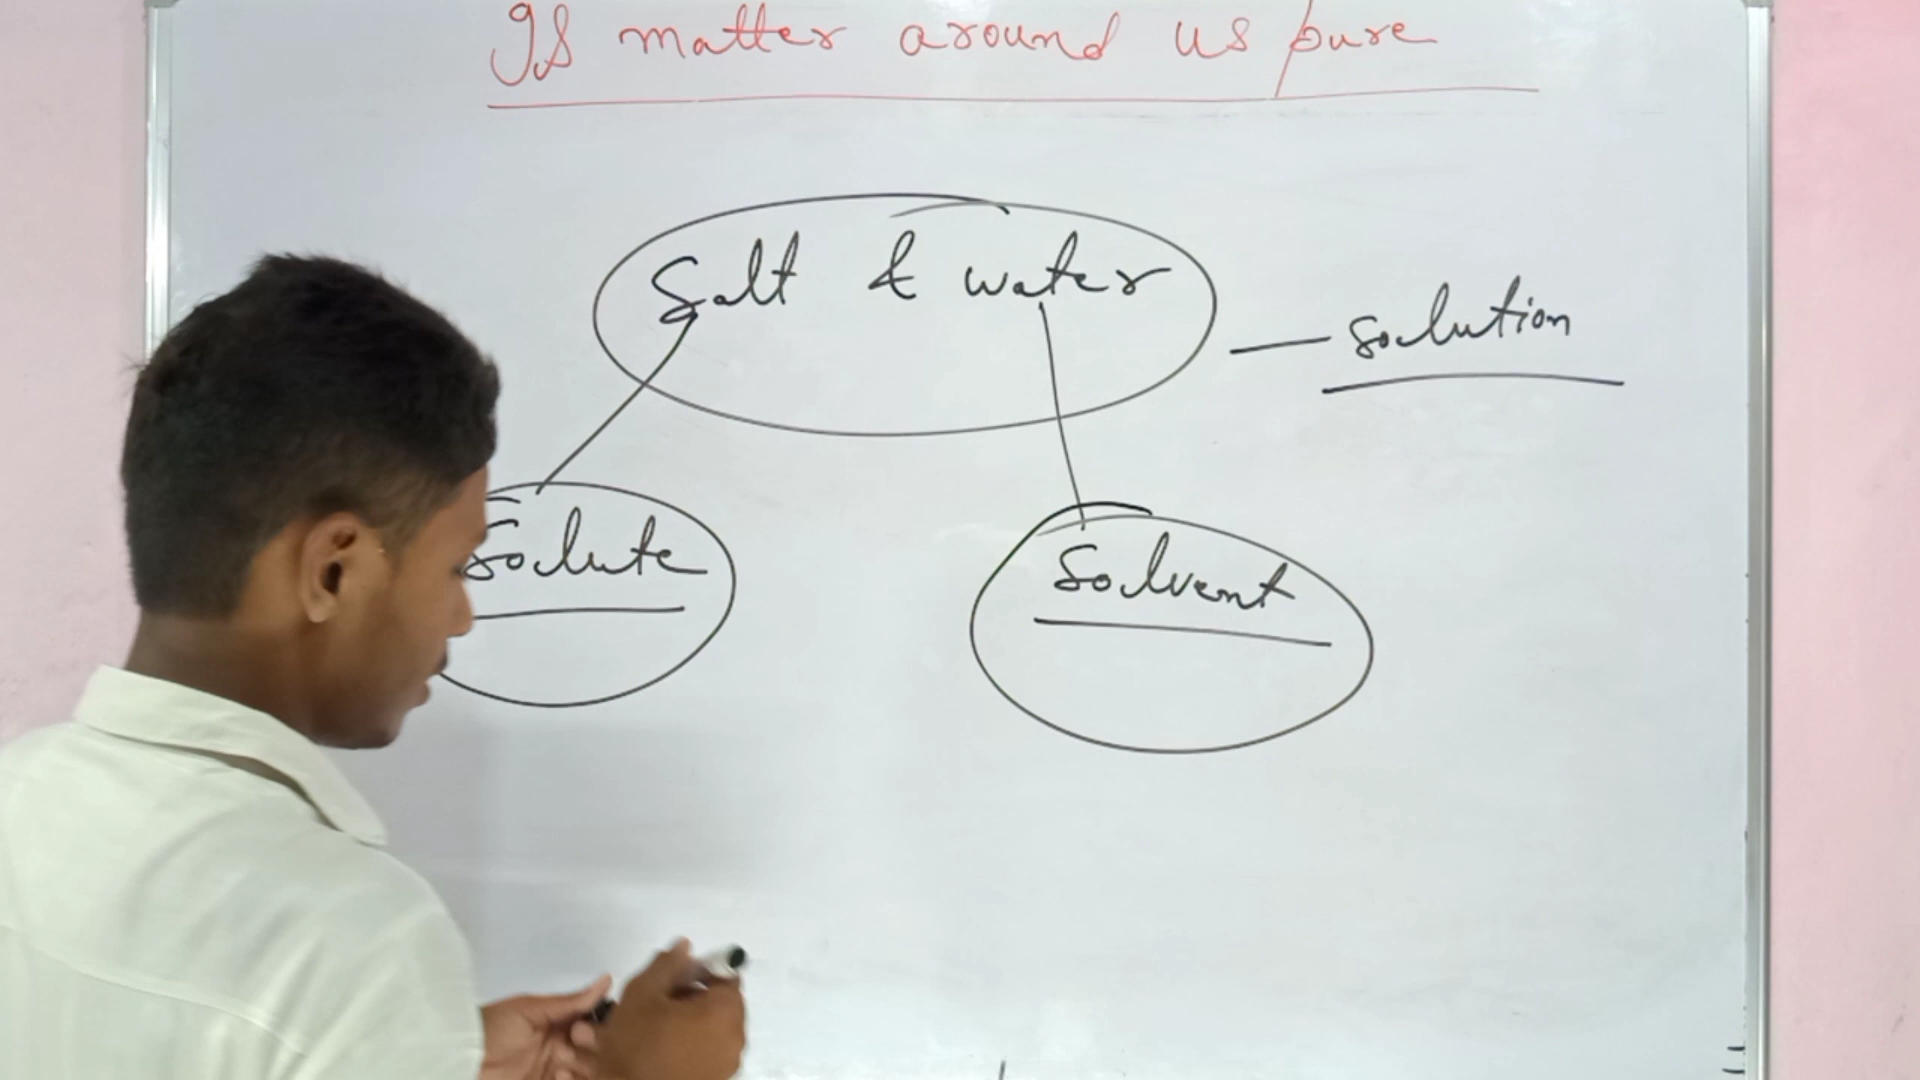 Is matter around us pure
Salt & water
— solution
Solute
Solvent